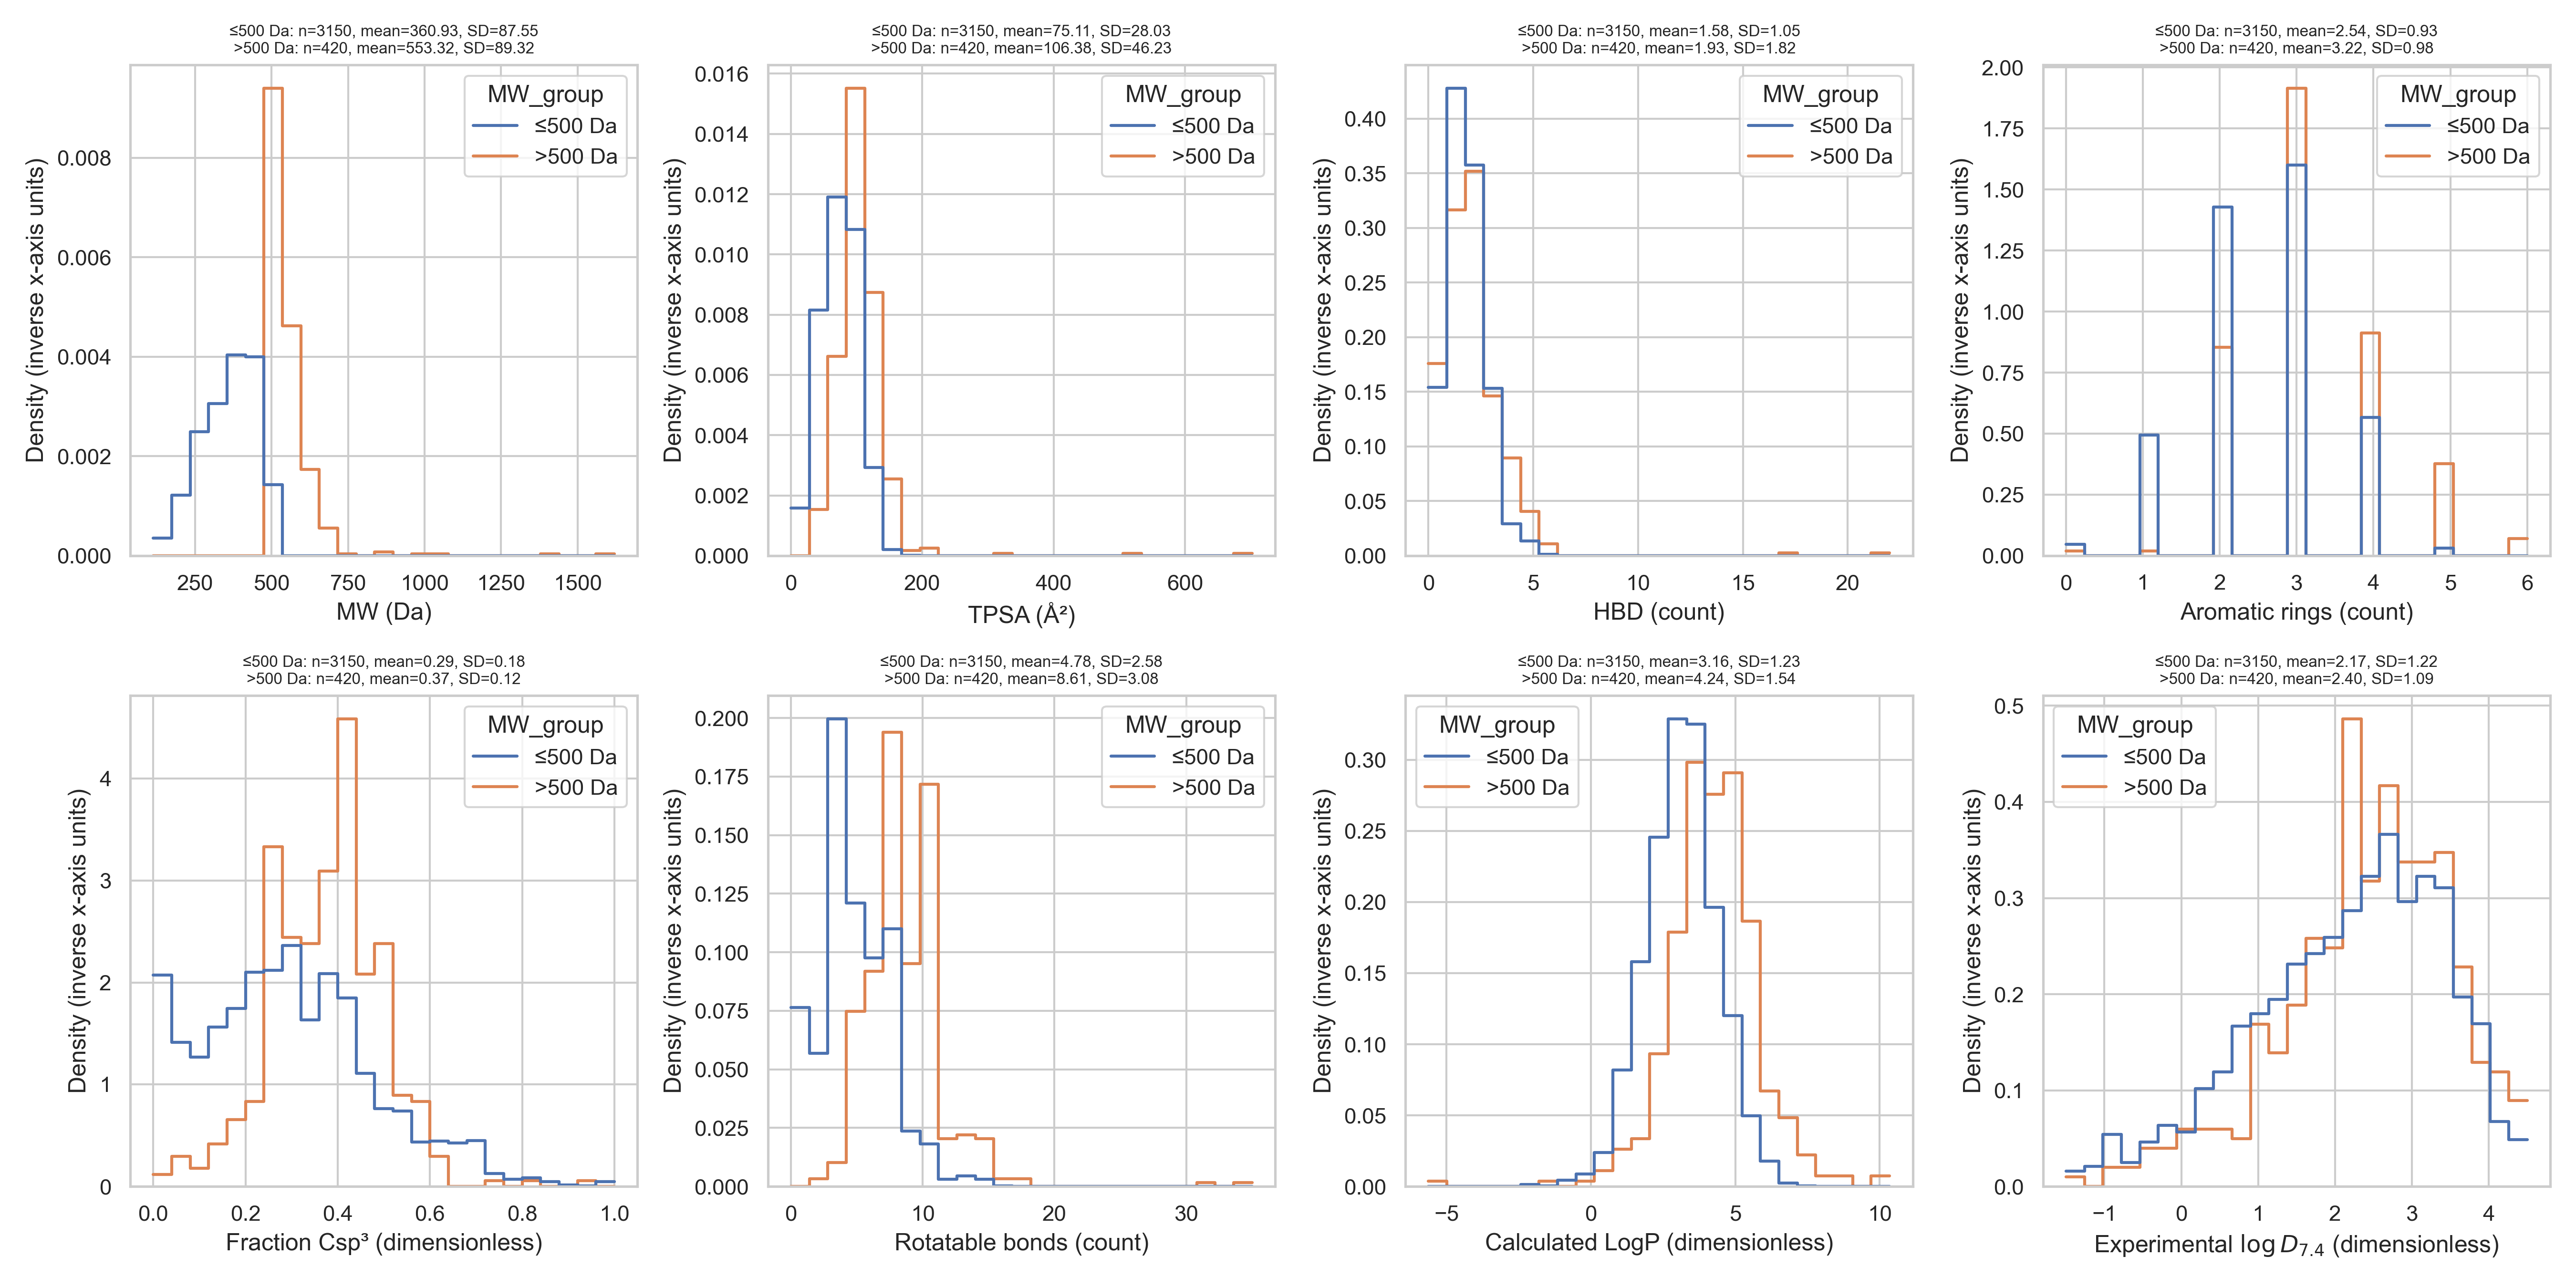 ≤500 Da: n=3150, mean=360.93, SD=87.55
>500 Da: n=420, mean=553.32, SD=89.32
Density (inverse x-axis units)
0.008
0.006
0.004
0.002
0.000
MW_group
≤500 Da
>500 Da
250 500 750 1000 1250 1500
MW (Da)
≤500 Da: n=3150, mean=75.11, SD=28.03
>500 Da: n=420, mean=106.38, SD=46.23
Density (inverse x-axis units)
0.016
0.014
0.012
0.010
0.008
0.006
0.004
0.002
0.000
MW_group
≤500 Da
>500 Da
0 200 400 600
TPSA (Å²)
≤500 Da: n=3150, mean=1.58, SD=1.05
>500 Da: n=420, mean=1.93, SD=1.82
Density (inverse x-axis units)
0.40
0.35
0.30
0.25
0.20
0.15
0.10
0.05
0.00
MW_group
≤500 Da
>500 Da
0 5 10 15 20
HBD (count)
≤500 Da: n=3150, mean=2.54, SD=0.93
>500 Da: n=420, mean=3.22, SD=0.98
Density (inverse x-axis units)
2.00
1.75
1.50
1.25
1.00
0.75
0.50
0.25
0.00
MW_group
≤500 Da
>500 Da
0 1 2 3 4 5 6
Aromatic rings (count)
≤500 Da: n=3150, mean=0.29, SD=0.18
>500 Da: n=420, mean=0.37, SD=0.12
Density (inverse x-axis units)
4
3
2
1
0
MW_group
≤500 Da
>500 Da
0.0 0.2 0.4 0.6 0.8 1.0
Fraction Csp³ (dimensionless)
≤500 Da: n=3150, mean=4.78, SD=2.58
>500 Da: n=420, mean=8.61, SD=3.08
Density (inverse x-axis units)
0.200
0.175
0.150
0.125
0.100
0.075
0.050
0.025
0.000
MW_group
≤500 Da
>500 Da
0 10 20 30
Rotatable bonds (count)
≤500 Da: n=3150, mean=3.16, SD=1.23
>500 Da: n=420, mean=4.24, SD=1.54
Density (inverse x-axis units)
0.30
0.25
0.20
0.15
0.10
0.05
0.00
MW_group
≤500 Da
>500 Da
−5 0 5 10
Calculated LogP (dimensionless)
≤500 Da: n=3150, mean=2.17, SD=1.22
>500 Da: n=420, mean=2.40, SD=1.09
Density (inverse x-axis units)
0.5
0.4
0.3
0.2
0.1
0.0
MW_group
≤500 Da
>500 Da
−1 0 1 2 3 4
Experimental log D7.4 (dimensionless)